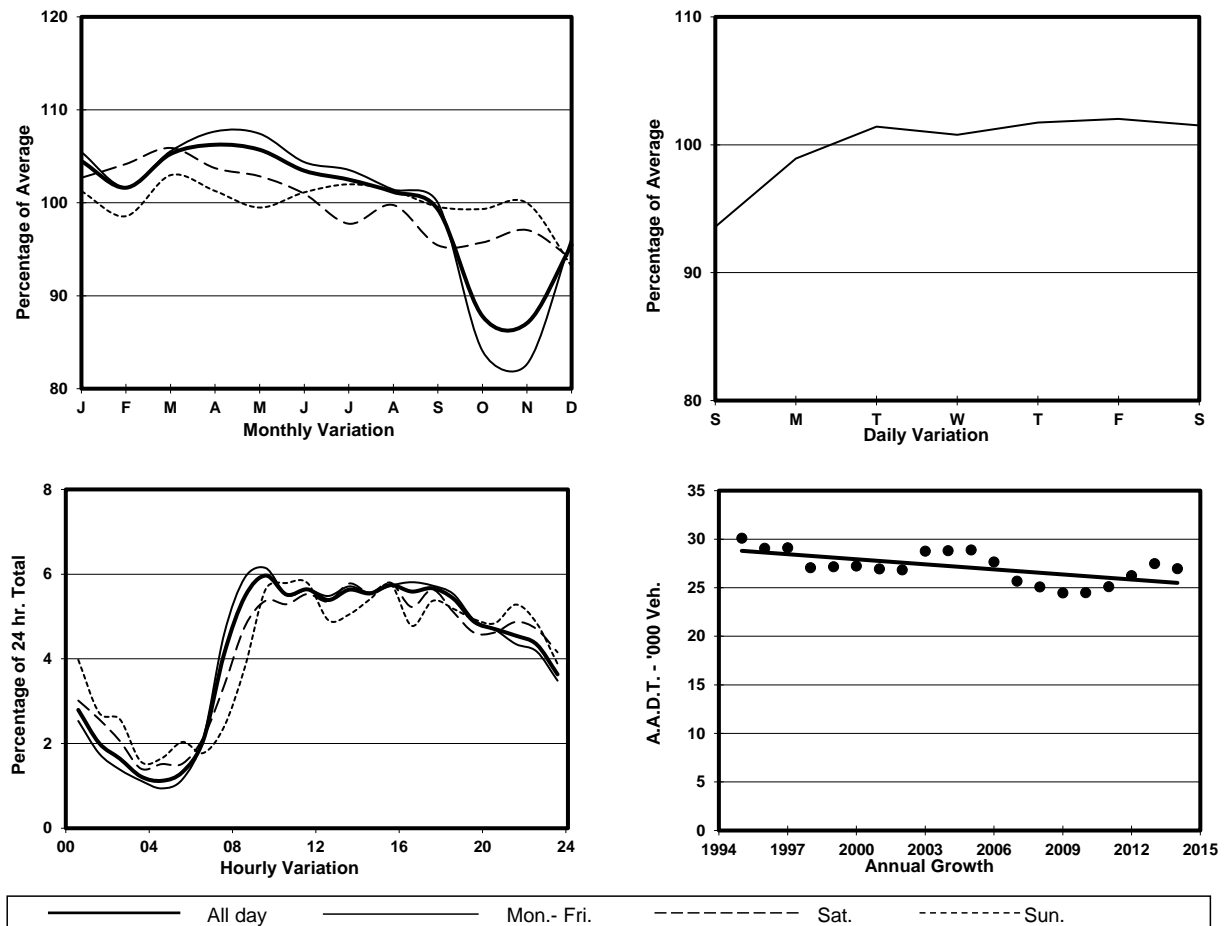 120
110
100
90
80
Percentage of Average
J F M A M J J A S O N D
Monthly Variation
110
100
90
80
Percentage of Average
S M T W T F S
Daily Variation
8
6
4
2
0
Percentage of 24 hr. Total
00 04 08 12 16 20 24
Hourly Variation
35
30
25
20
15
10
5
0
A.A.D.T. - '000 Veh.
1994 1997 2000 2003 2006 2009 2012 2015
Annual Growth
All day Mon.- Fri. Sat. Sun.